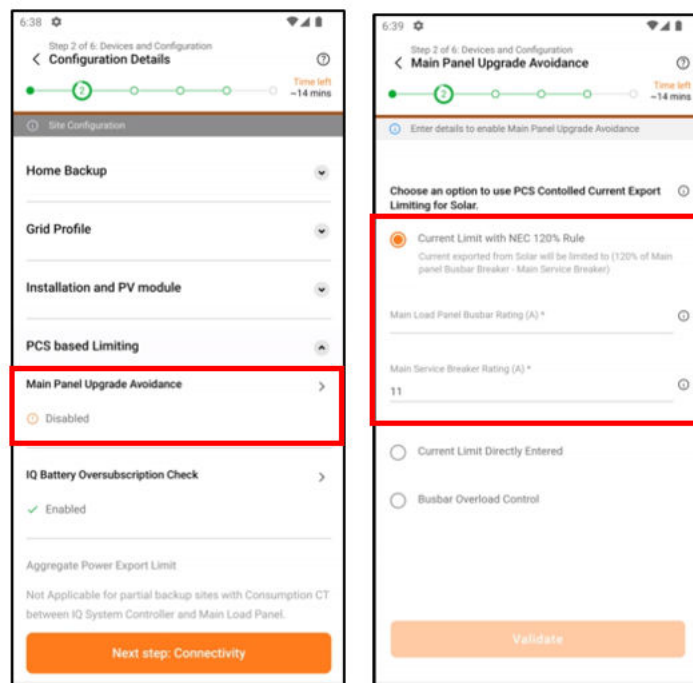 6:38
Step 2 of 6: Devices and Configuration
Configuration Details
2
Time left
~14 mins
Site Configuration
Home Backup
Grid Profile
Installation and PV module
PCS based Limiting
Main Panel Upgrade Avoidance
Disabled
IQ Battery Oversubscription Check
Enabled
Aggregate Power Export Limit
Not Applicable for partial backup sites with Consumption CT
between IQ System Controller and Main Load Panel.
Next step: Connectivity
6:39
Step 2 of 6: Devices and Configuration
Main Panel Upgrade Avoidance
2
Time left
~14 mins
Enter details to enable Main Panel Upgrade Avoidance
Choose an option to use PCS Contolled Current Export
Limiting for Solar.
Current Limit with NEC 120% Rule
Current exported from Solar will be limited to (120% of Main
panel Busbar Breaker - Main Service Breaker)
Main Load Panel Busbar Rating (A) *
Main Service Breaker Rating (A) *
11
Current Limit Directly Entered
Busbar Overload Control
Validate